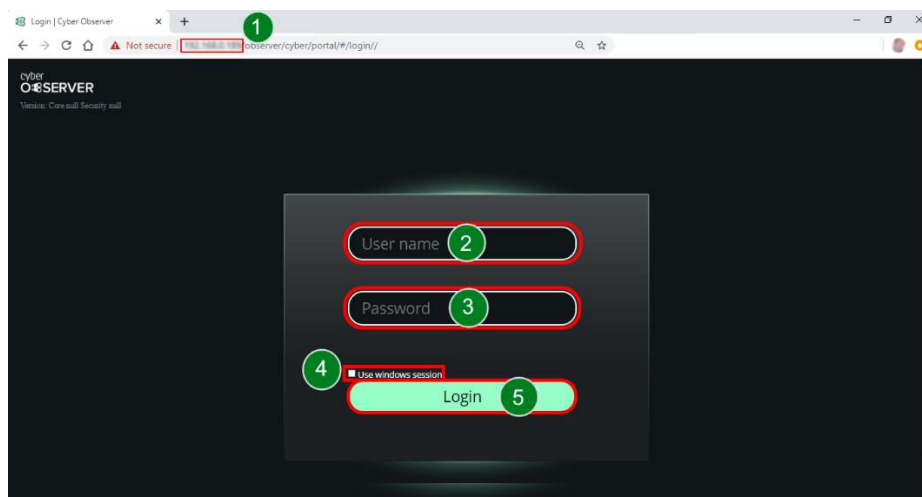 Login | Cyber Observer
1
Not secure
observer/cyber/portal/#/login//
cyber
OBSERVER
Version: Core null Security null
User name 2
Password 3
4
Use windows session
Login 5